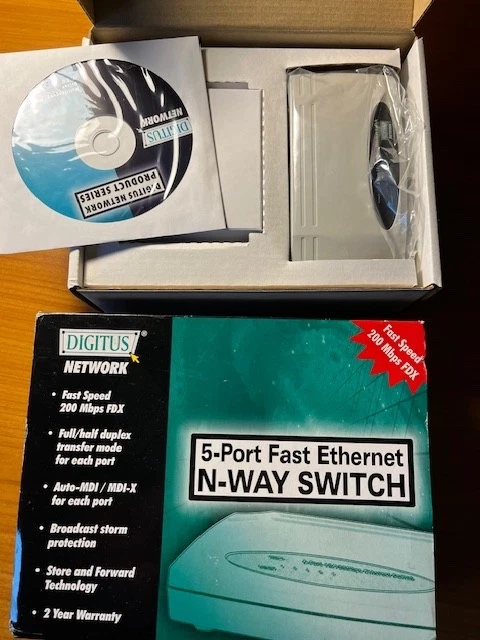 DIGITUS
NETWORK
DIGITUS NETWORK
PRODUCT SERIES
DIGITUS®
NETWORK
Fast Speed
200 Mbps FDX
• Fast Speed
200 Mbps FDX
• Full/half duplex
transfer mode
for each port
• Auto-MDI / MDI-X
for each port
• Broadcast storm
protection
• Store and Forward
Technology
• 2 Year Warranty
5-Port Fast Ethernet
N-WAY SWITCH